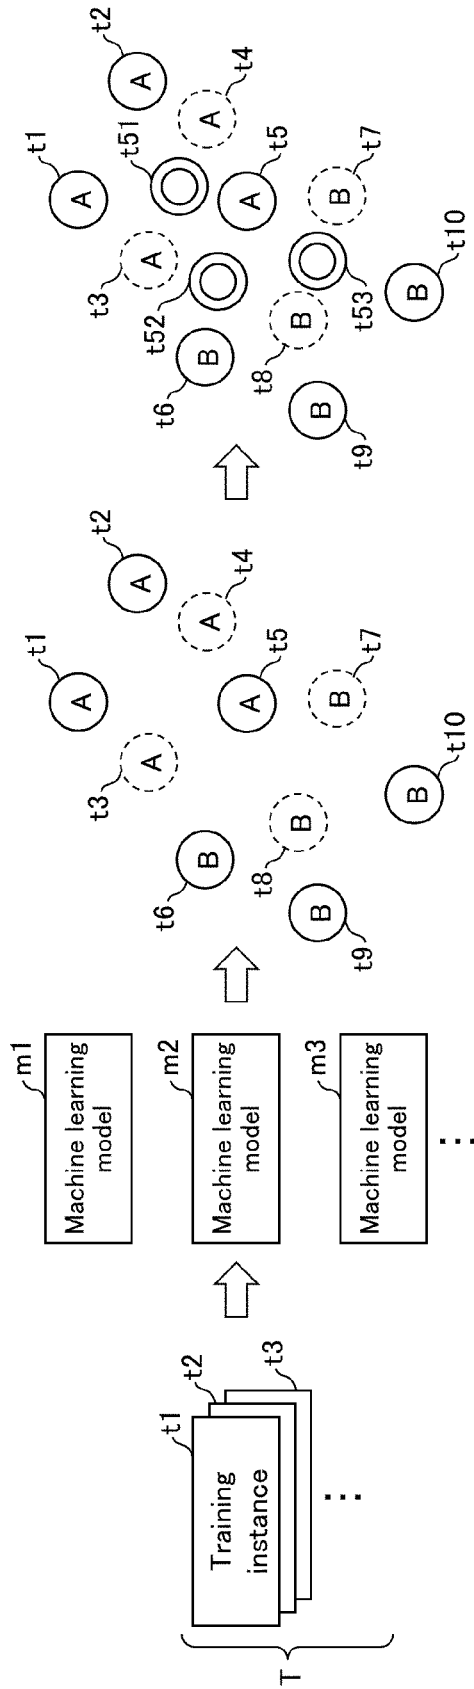 T
t1
t2
t3
Training
instance
...
m1
Machine learning
model
m2
Machine learning
model
m3
Machine learning
model
...
t1
A
t2
A
t3
A
t4
A
t5
A
t6
B
t7
B
t8
B
t9
B
t10
B
t1
A
t2
A
t3
A
t51
t4
A
t52
t5
A
t6
B
t7
B
t8
B
t53
t9
B
t10
B